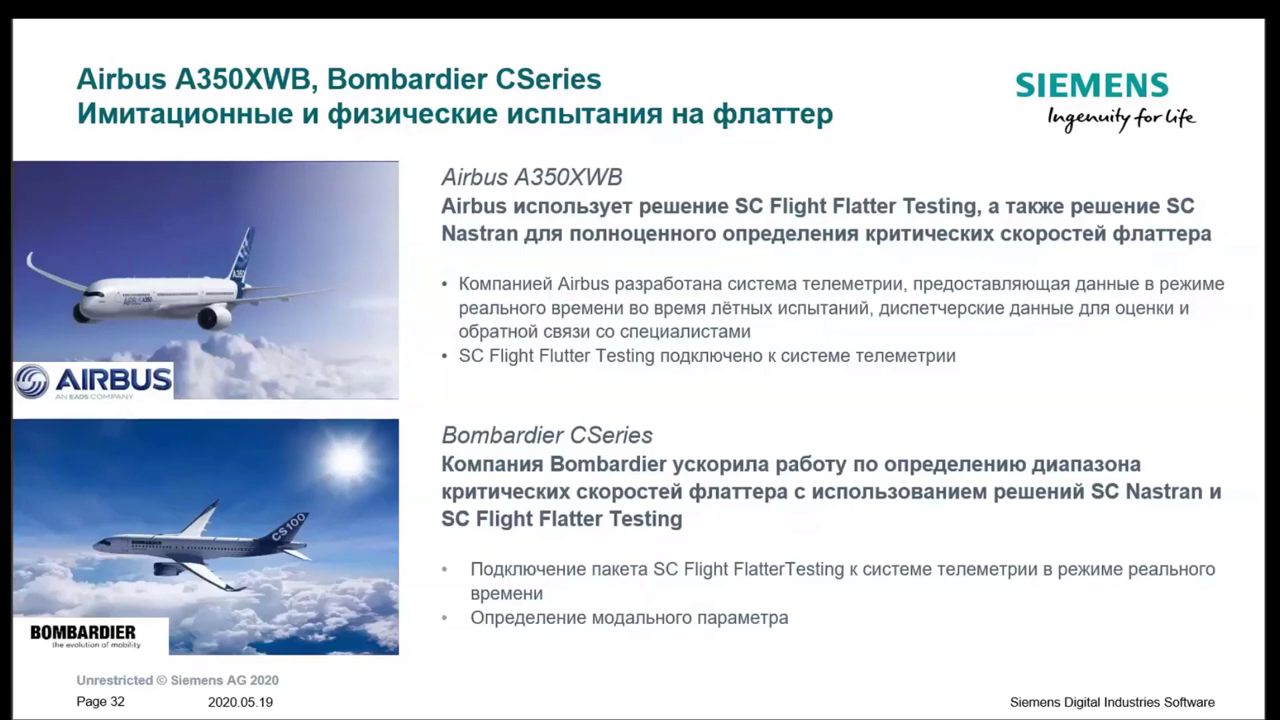 Airbus A350XWB, Bombardier CSeries
Имитационные и физические испытания на флаттер
SIEMENS
Ingenuity for life
Airbus A350XWB
Airbus использует решение SC Flight Flatter Testing, а также решение SC
Nastran для полноценного определения критических скоростей флаттера
• Компанией Airbus разработана система телеметрии, предоставляющая данные в режиме
реального времени во время лётных испытаний, диспетчерские данные для оценки и
обратной связи со специалистами
• SC Flight Flutter Testing подключено к системе телеметрии
A350
AIRBUS A350
AIRBUS
AN EADS COMPANY
Bombardier CSeries
Компания Bombardier ускорила работу по определению диапазона
критических скоростей флаттера с использованием решений SC Nastran и
SC Flight Flatter Testing
• Подключение пакета SC Flight FlatterTesting к системе телеметрии в режиме реального
времени
• Определение модального параметра
CS100
BOMBARDIER
the evolution of mobility
Unrestricted © Siemens AG 2020
Page 32
2020.05.19
Siemens Digital Industries Software